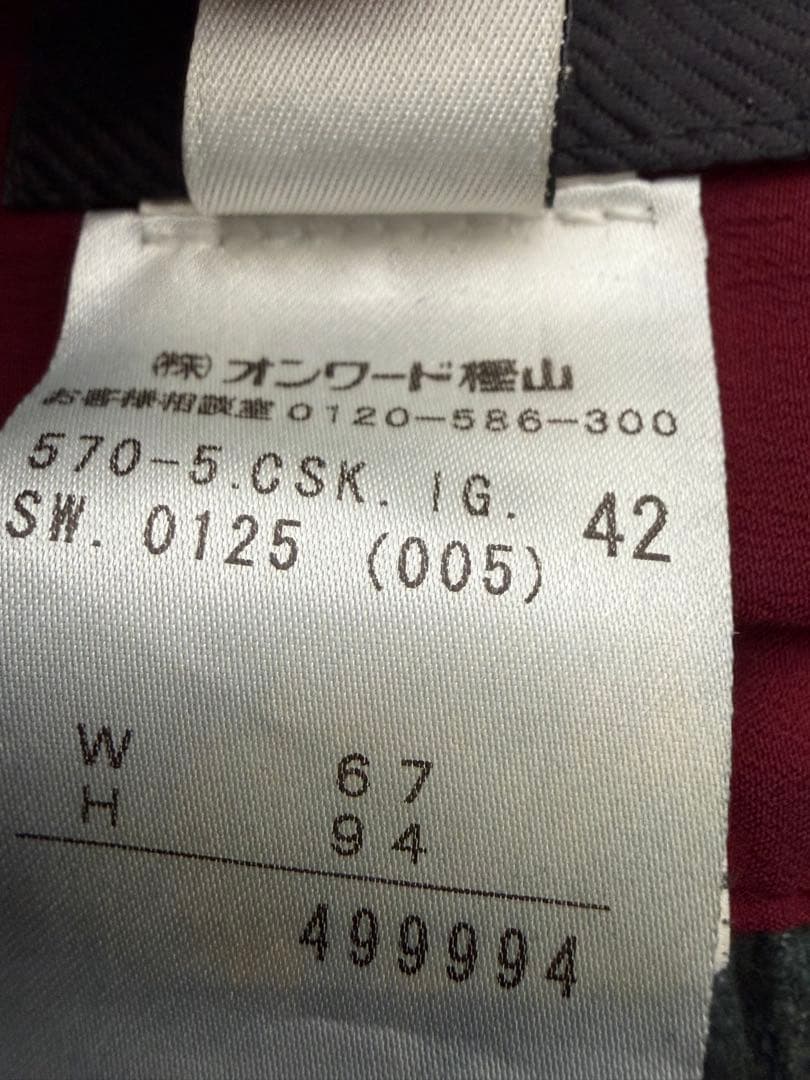 ㈱オンワード樫山
お客様相談室 0120-586-300
570-5.CSK. IG. 42
SW. 0125 (005)
W 67
H 94
499994